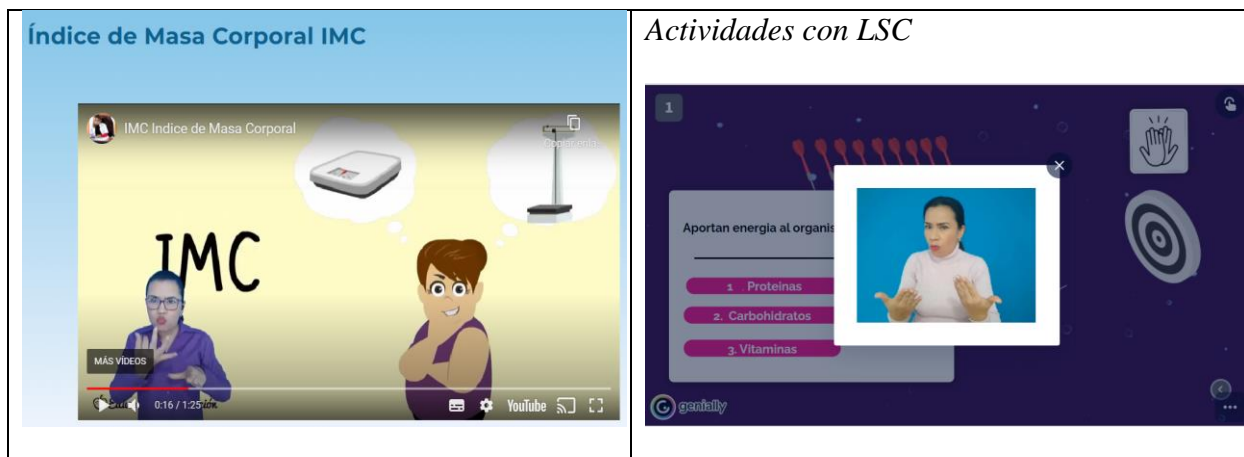 Índice de Masa Corporal IMC
IMC Indice de Masa Corporal
IMC
MÁS VÍDEOS
0:16 / 1:25
YouTube
Actividades con LSC
1
Aportan energia al organis
1 . Proteinas
2. Carbohidratos
3. Vitaminas
genially